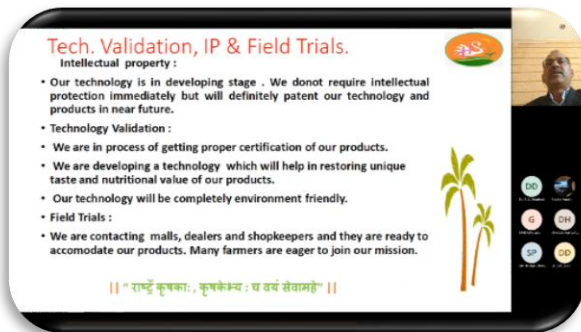 Tech. Validation, IP & Field Trials.
Intellectual property :
• Our technology is in developing stage . We donot require intellectual
protection immediately but will definitely patent our technology and
products in near future.
• Technology Validation :
• We are in process of getting proper certification of our products.
• We are developing a technology which will help in restoring unique
taste and nutritional value of our products.
• Our technology will be completely environment friendly.
• Field Trials :
• We are contacting malls, dealers and shopkeepers and they are ready to
accomodate our products. Many farmers are eager to join our mission.
|| " राष्ट्रॅं कृषकाः , कृषकेभ्य : च वयं सेवामहे" ||
DD
G
DH
SP
DD